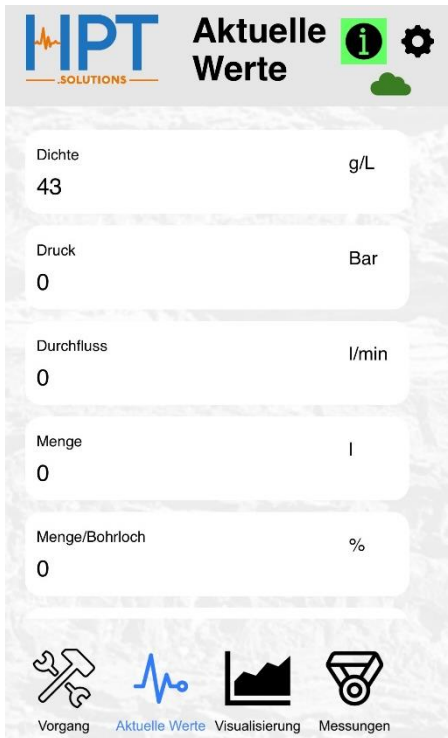 HPT
.SOLUTIONS
Aktuelle
Werte
i
Dichte
g/L
43
Druck
Bar
0
Durchfluss
l/min
0
Menge
l
0
Menge/Bohrloch
%
0
Vorgang
Aktuelle Werte
Visualisierung
Messungen